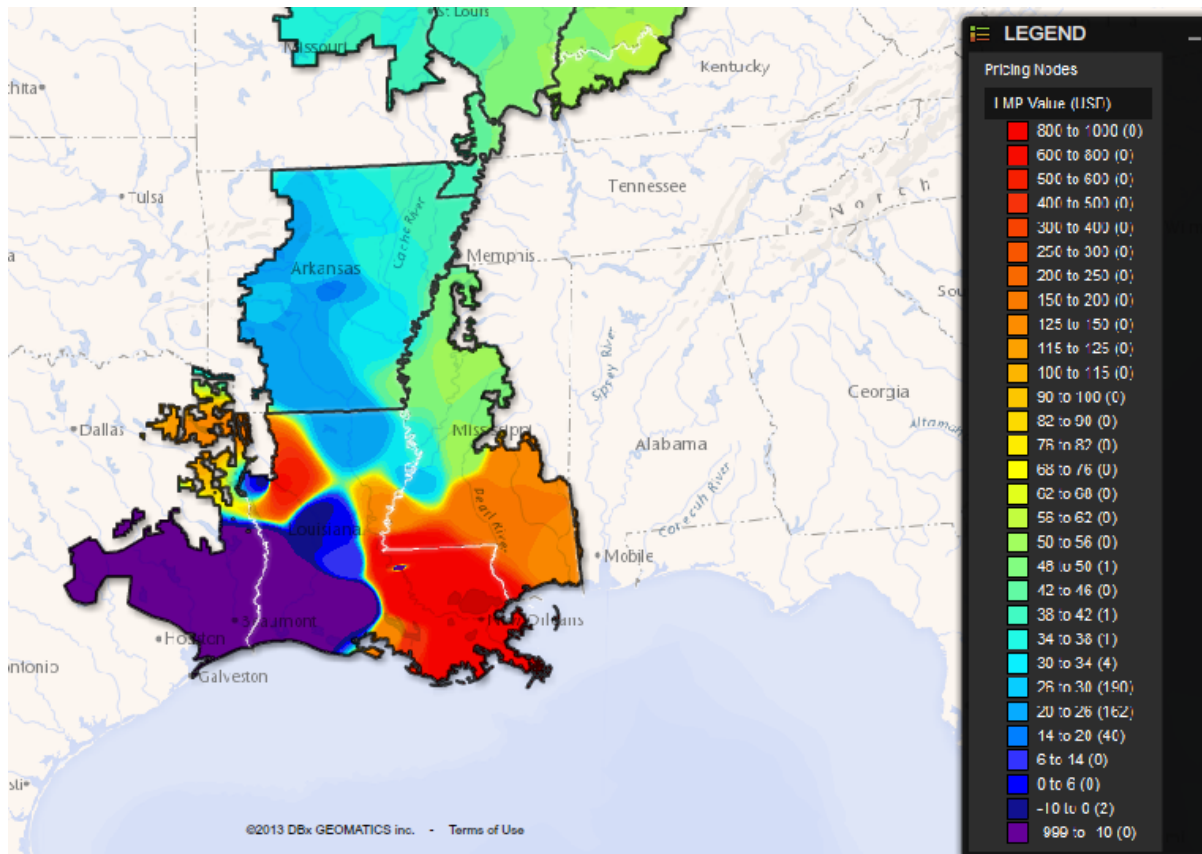 St Louis
Missouri
Kentucky
Tulsa
Tennessee
North
Cache River
Memphis
Arkansas
Sipsey River
Georgia
Dallas
Mississippi
Alabama
Pearl River
Conecuh River
Louisiana
Mobile
Beaumont
Orleans
Galveston
©2013 DBx GEOMATICS inc. - Terms of Use
LEGEND
Pricing Nodes
LMP Value (USD)
800 to 1000 (0)
600 to 800 (0)
500 to 600 (0)
400 to 500 (0)
300 to 400 (0)
250 to 300 (0)
200 to 250 (0)
150 to 200 (0)
125 to 150 (0)
115 to 125 (0)
100 to 115 (0)
90 to 100 (0)
82 to 90 (0)
76 to 82 (0)
68 to 76 (0)
62 to 68 (0)
56 to 62 (0)
50 to 56 (0)
48 to 50 (1)
42 to 46 (0)
38 to 42 (1)
34 to 38 (1)
30 to 34 (4)
26 to 30 (190)
20 to 26 (162)
14 to 20 (40)
6 to 14 (0)
0 to 6 (0)
-10 to 0 (2)
-999 to -10 (0)